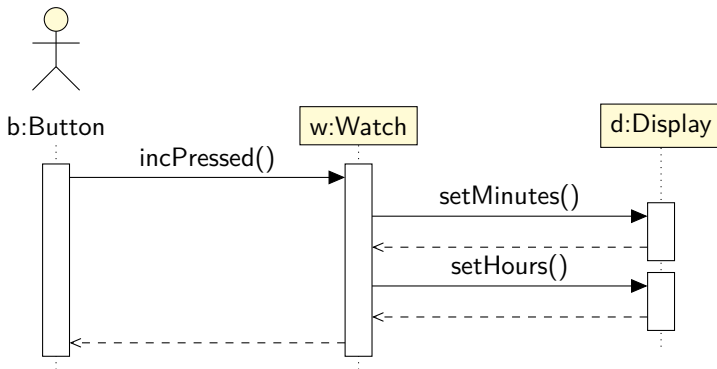 b:Button
w:Watch
d:Display
incPressed()
setMinutes()
setHours()